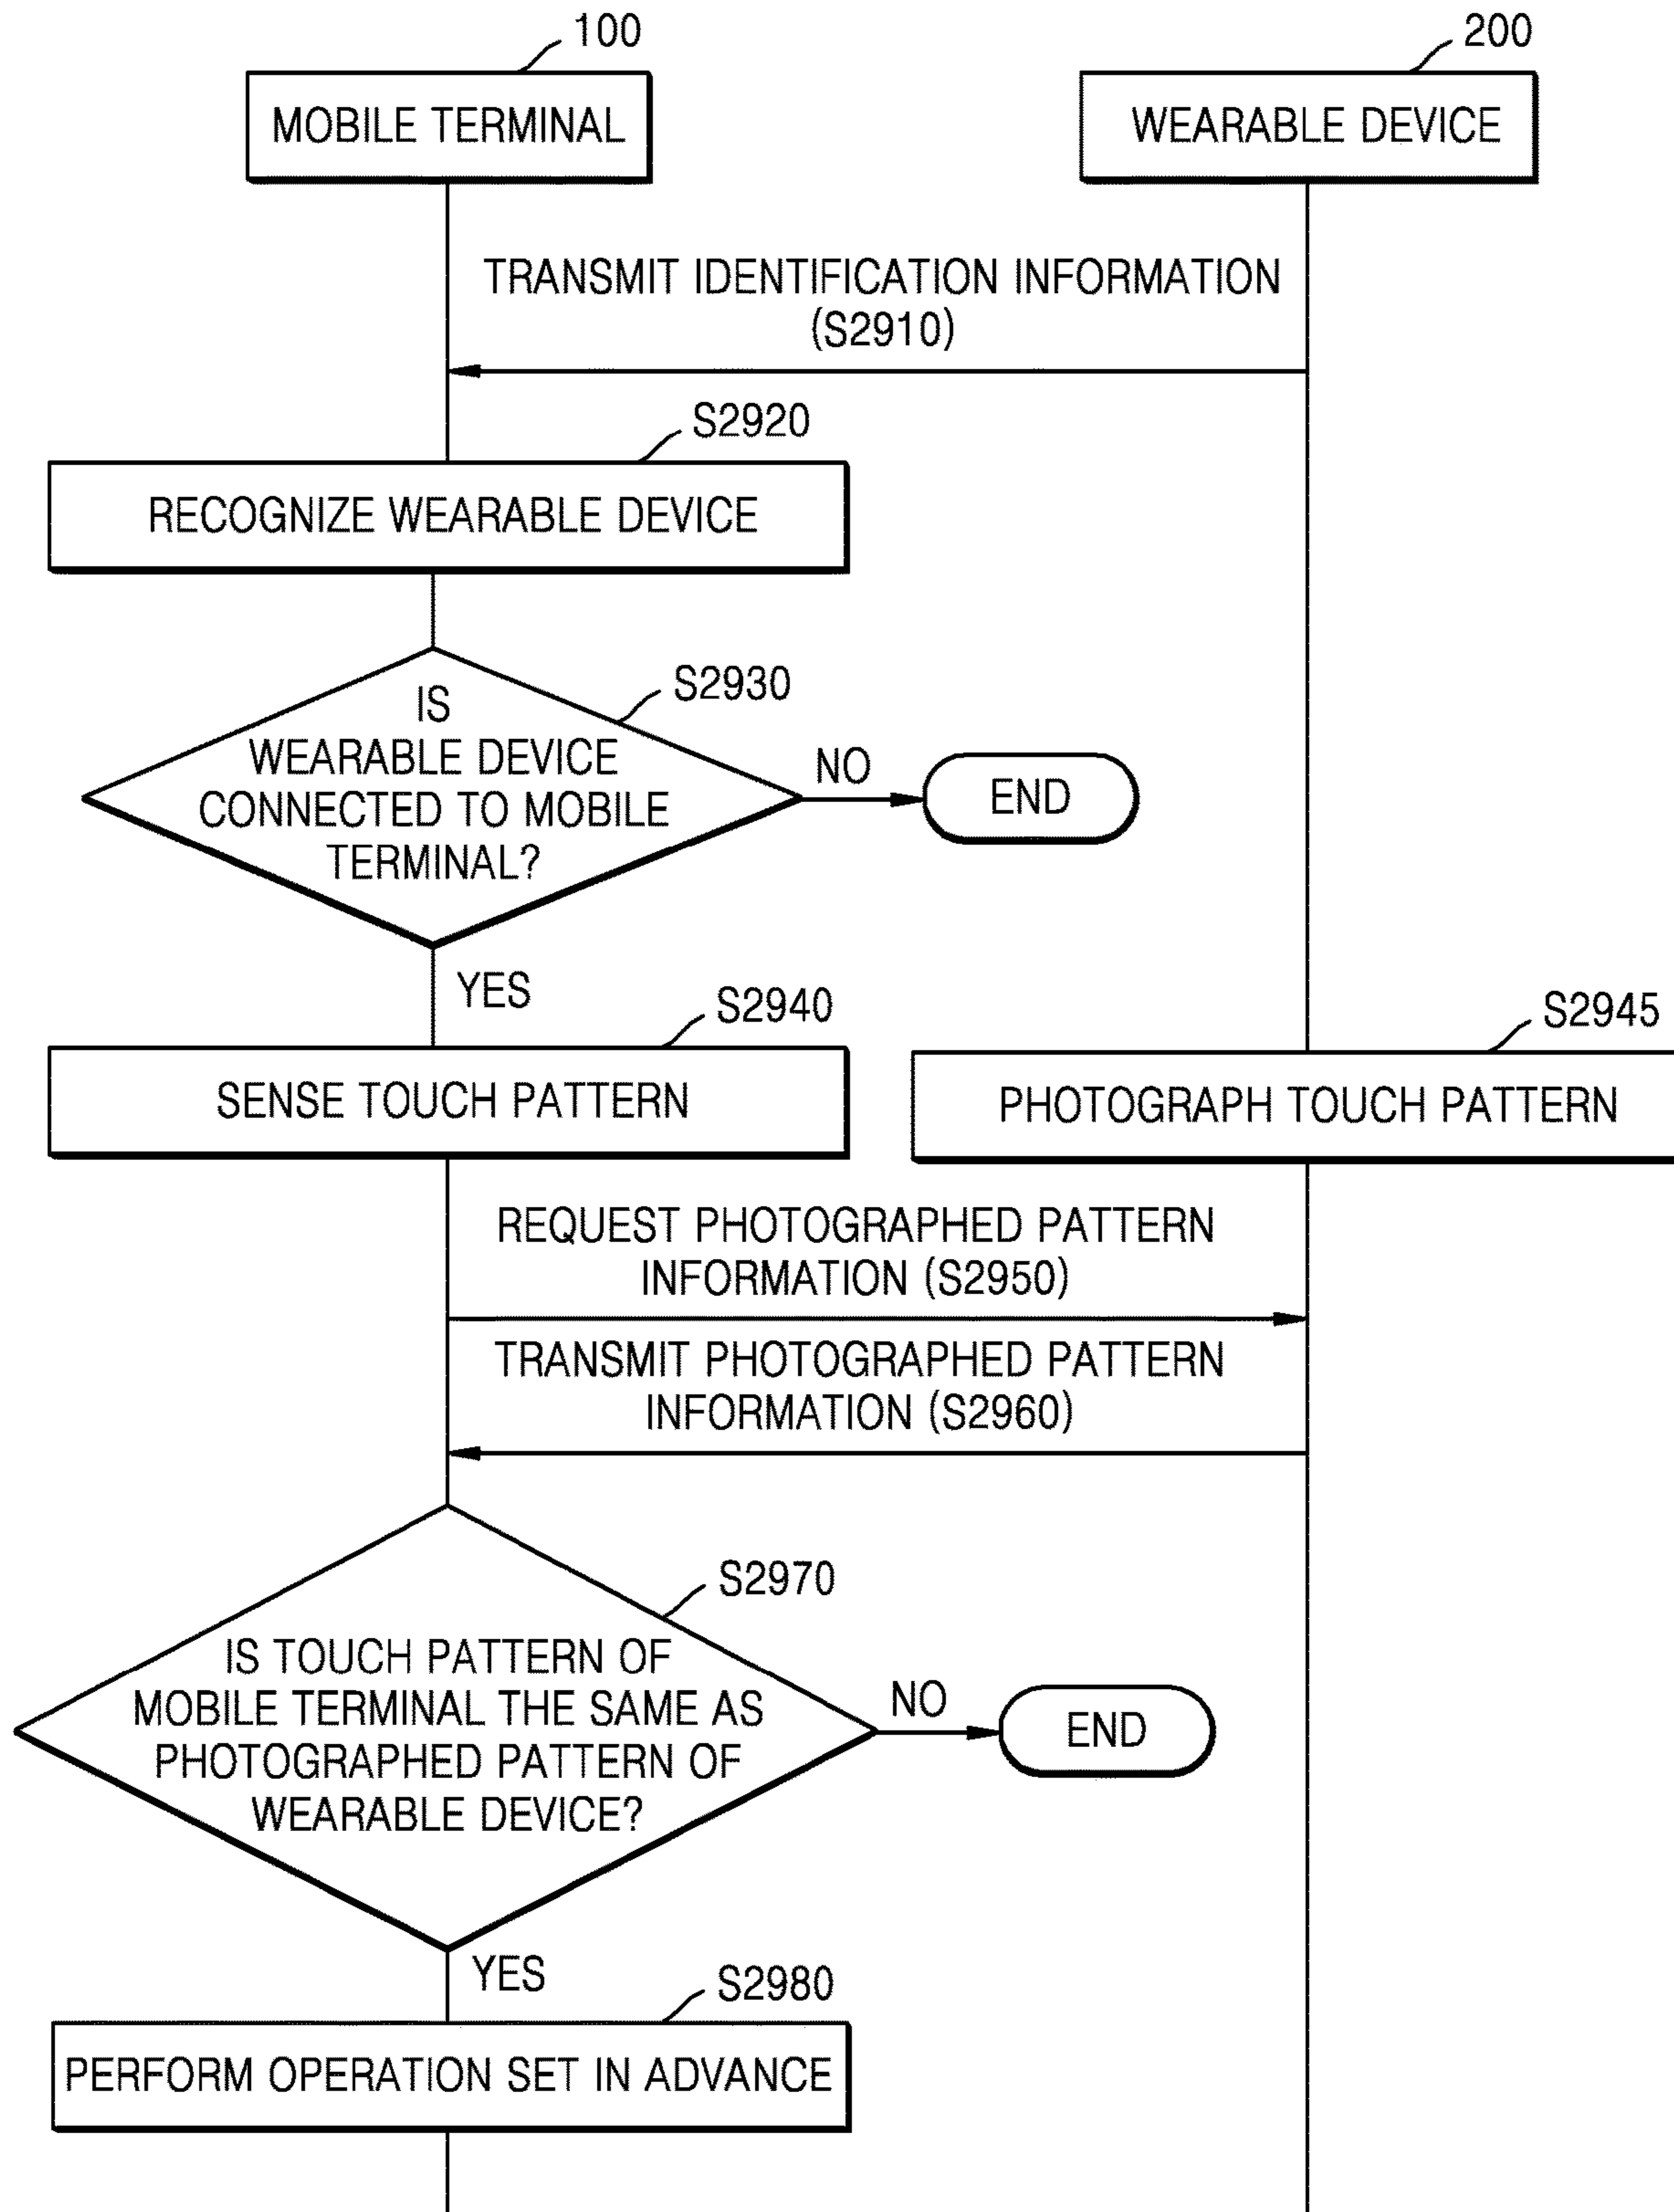 100
200
MOBILE TERMINAL
WEARABLE DEVICE
TRANSMIT IDENTIFICATION INFORMATION
(S2910)
S2920
RECOGNIZE WEARABLE DEVICE
S2930
IS
WEARABLE DEVICE
CONNECTED TO MOBILE
TERMINAL?
NO
END
YES
S2940
S2945
SENSE TOUCH PATTERN
PHOTOGRAPH TOUCH PATTERN
REQUEST PHOTOGRAPHED PATTERN
INFORMATION (S2950)
TRANSMIT PHOTOGRAPHED PATTERN
INFORMATION (S2960)
S2970
IS TOUCH PATTERN OF
MOBILE TERMINAL THE SAME AS
PHOTOGRAPHED PATTERN OF
WEARABLE DEVICE?
NO
END
YES
S2980
PERFORM OPERATION SET IN ADVANCE